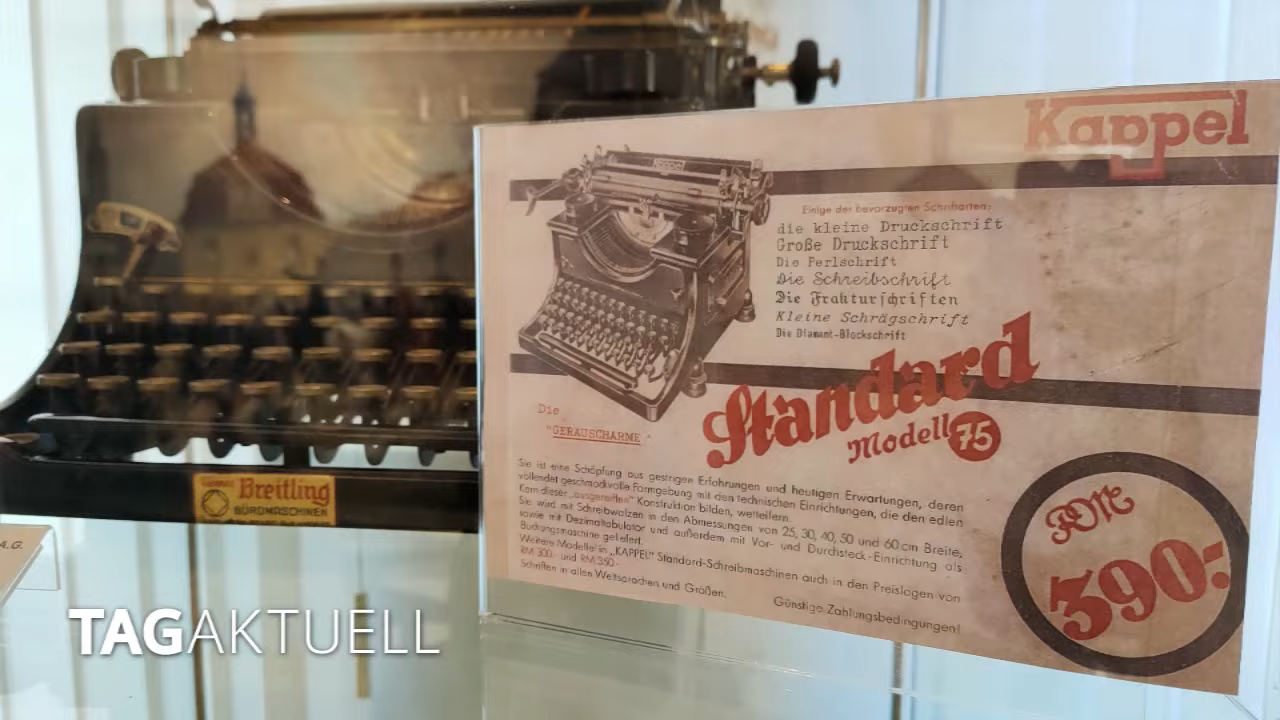 Kappel
Einige der bevorzugten Schriftarten:
die kleine Druckschrift
Große Druckschrift
Die Perlschrift
Die Schreibschrift
Die Frakturschriften
Kleine Schrägschrift
Die Diamant-Blockschrift
Standard
Modell 75
Die
"GERÄUSCHARME"
Sie ist eine Schöpfung aus gestrigen Erfahrungen und heutigen Erwartungen, deren
vollendet geschmackvolle Formgebung mit den technischen Einrichtungen, die den edlen
Kern dieser „ausgereiften" Konstruktion bilden, wetteifern.
Sie wird mit Schreibwalzen in den Abmessungen von 25, 30, 40, 50 und 60 cm Breite,
sowie mit Dezimaltabulator und außerdem mit Vor- und Durchsteck-Einrichtung als
Buchungsmaschine geliefert.
Weitere Modelle in „KAPPEL" Standard-Schreibmaschinen auch in den Preislagen von
RM 300.- und RM 350.-
Schriften in allen Weltsprachen und Größen.
Günstige Zahlungsbedingungen!
RM
390:-
Breitling
BÜROMASCHINEN
A.G.
TAGAKTUELL